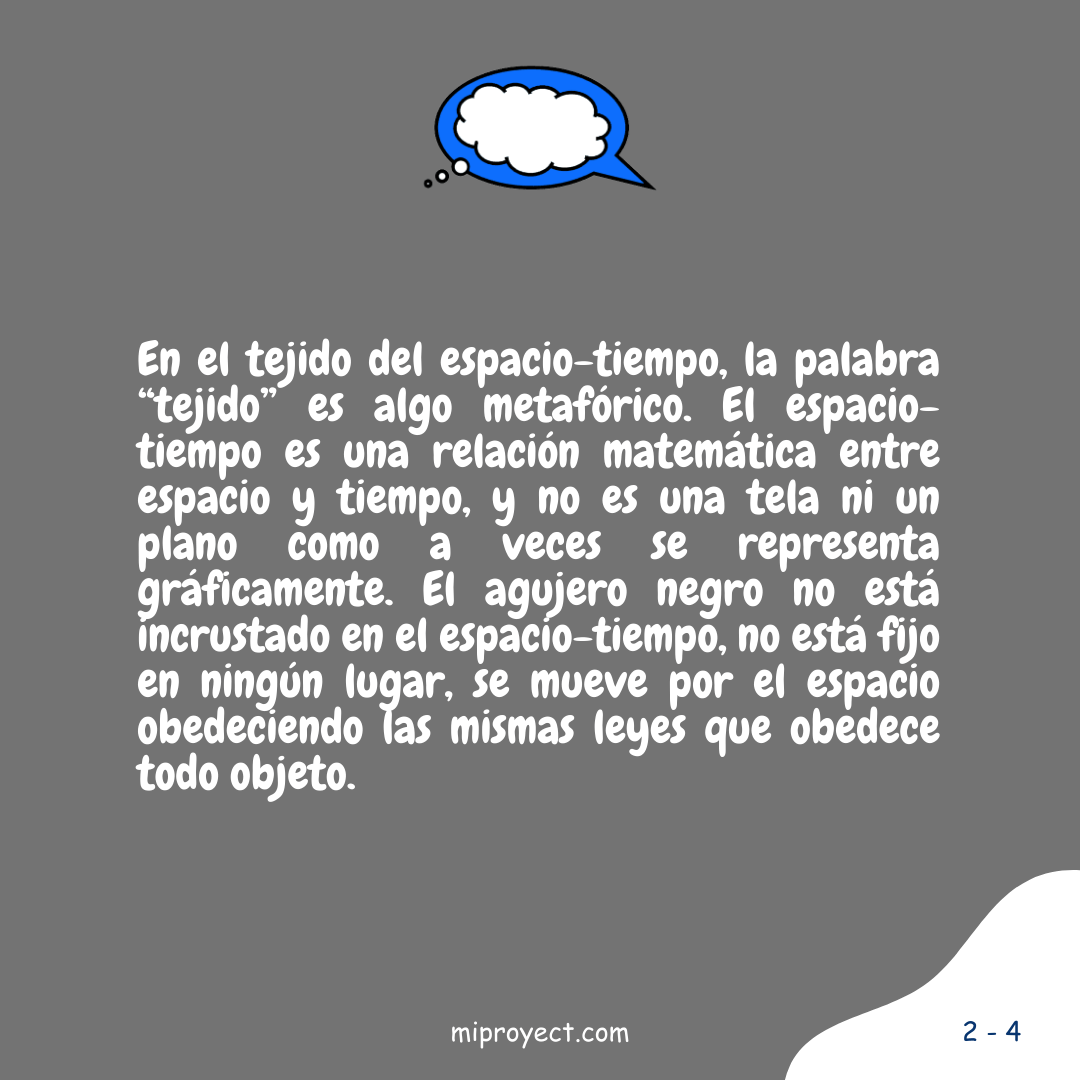 En el tejido del espacio-tiempo, la palabra
“tejido” es algo metafórico. El espacio-
tiempo es una relación matemática entre
espacio y tiempo, y no es una tela ni un
plano como a veces se representa
gráficamente. El agujero negro no está
incrustado en el espacio-tiempo, no está fijo
en ningún lugar, se mueve por el espacio
obedeciendo las mismas leyes que obedece
todo objeto.
miproyect.com
2 - 4